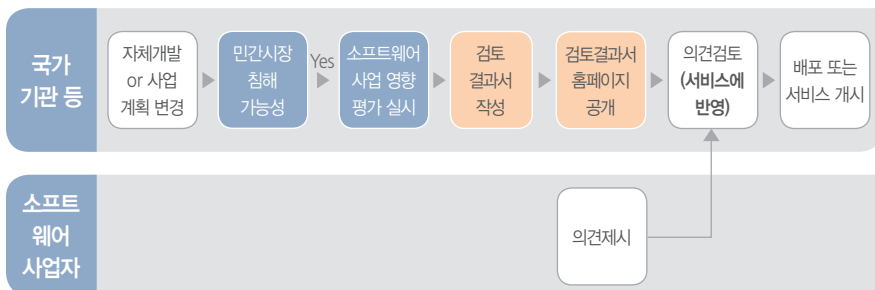 국가
기관 등
자체개발
or 사업
계획 변경
민간시장
침해
가능성
Yes
소프트웨어
사업 영향
평가 실시
검토
결과서
작성
검토결과서
홈페이지
공개
의견검토
(서비스에
반영)
배포 또는
서비스 개시
소프트
웨어
사업자
의견제시